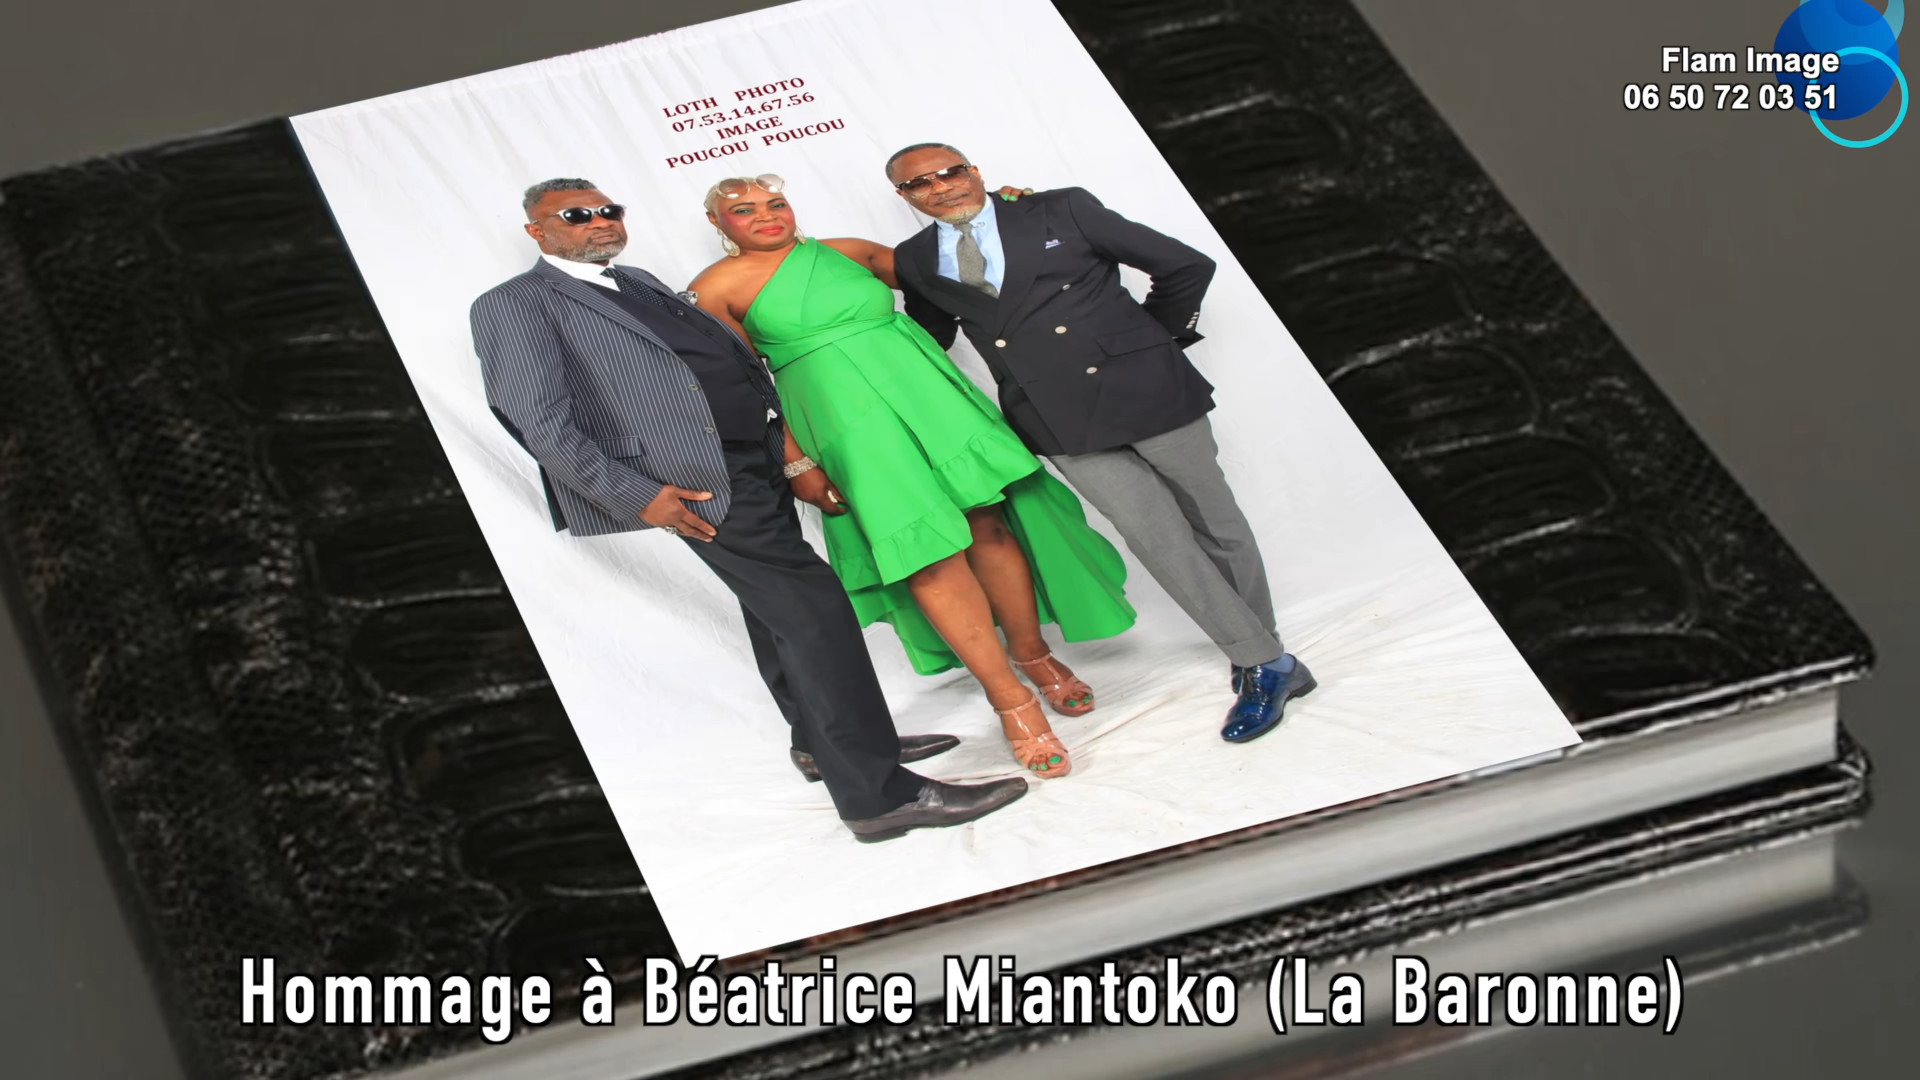 Flam Image
06 50 72 03 51
LOTH PHOTO
07.53.14.67.56
IMAGE
POUCOU POUCOU
Hommage à Béatrice Miantoko (La Baronne)